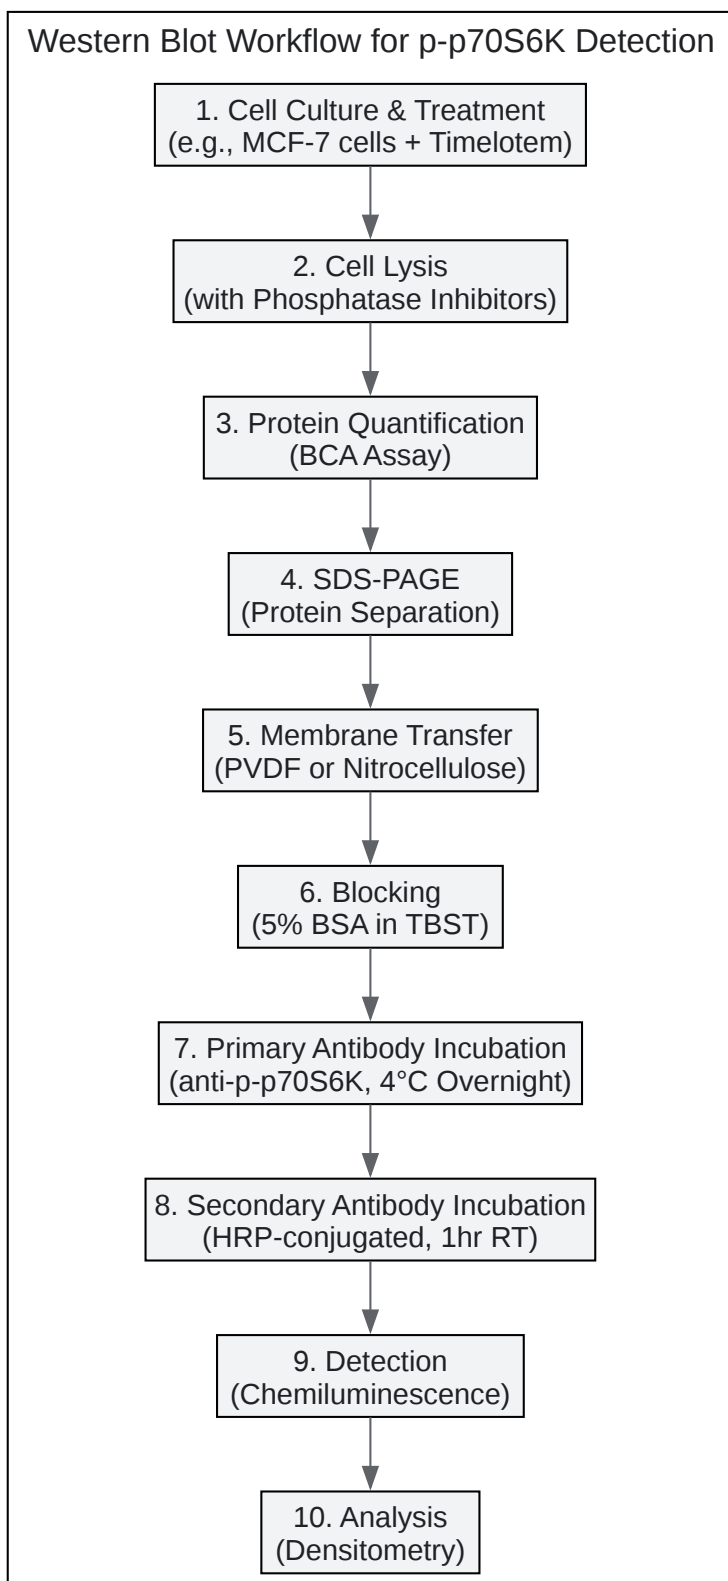 Western Blot Workflow for p-p70S6K Detection
1. Cell Culture & Treatment
(e.g., MCF-7 cells + Timelotem)
2. Cell Lysis
(with Phosphatase Inhibitors)
3. Protein Quantification
(BCA Assay)
4. SDS-PAGE
(Protein Separation)
5. Membrane Transfer
(PVDF or Nitrocellulose)
6. Blocking
(5% BSA in TBST)
7. Primary Antibody Incubation
(anti-p-p70S6K, 4°C Overnight)
8. Secondary Antibody Incubation
(HRP-conjugated, 1hr RT)
9. Detection
(Chemiluminescence)
10. Analysis
(Densitometry)